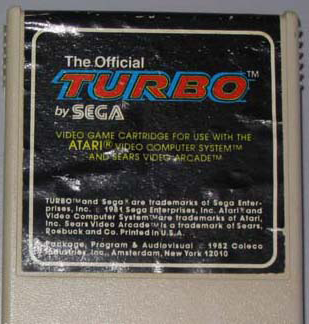 The Official
TURBO™
by SEGA®
VIDEO GAME CARTRIDGE FOR USE WITH THE
ATARI® VIDEO COMPUTER SYSTEM™
AND SEARS VIDEO ARCADE™
TURBO™ and Sega® are trademarks of Sega Enter-
prises, Inc. 1981 Sega Enterprises, Inc. Atari® and
Video Computer System™ are trademarks of Atari,
Inc. Sears Video Arcade™ is a trademark of Sears,
Roebuck and Co. Printed in U.S.A.
Package, Program & Audiovisual 1982 Coleco
Industries, Inc., Amsterdam, New York 12010